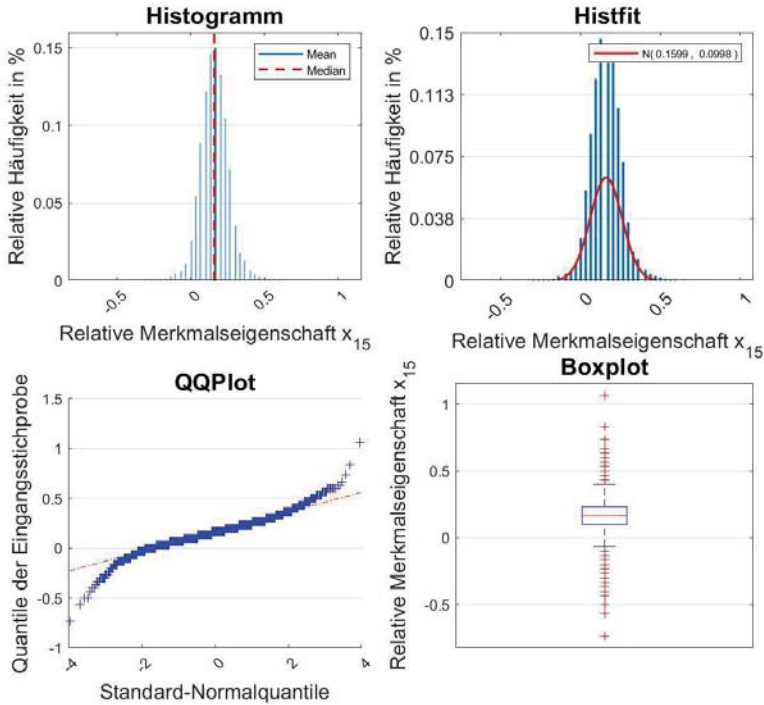 Histogramm
Relative Häufigkeit in %
0.15
0.1
0.05
0
-0.5
0
0.5
1
Mean
Median
Relative Merkmalseigenschaft x_15
Histfit
Relative Häufigkeit in %
0.15
0.113
0.075
0.038
0
-0.5
0
0.5
1
N( 0.1599 , 0.0998 )
Relative Merkmalseigenschaft x_15
QQPlot
Quantile der Eingangsstichprobe
1.5
1
0.5
0
-0.5
-1
-4
-2
0
2
4
Standard-Normalquantile
Boxplot
Relative Merkmalseigenschaft x_15
1
0.5
0
-0.5